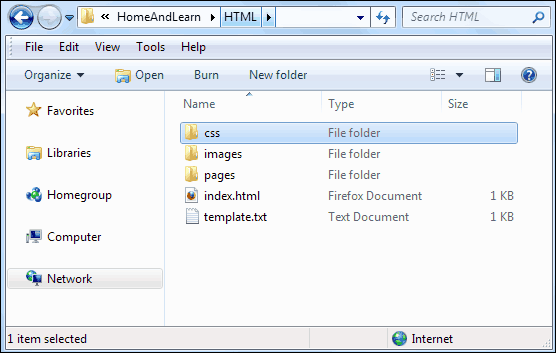 « HomeAndLearn HTML Search HTML
File Edit View Tools Help
Organize Open Burn New folder
Name Type Size
Favorites
Libraries
Homegroup
Computer
Network
css File folder
images File folder
pages File folder
index.html Firefox Document 1 KB
template.txt Text Document 1 KB
1 item selected Internet